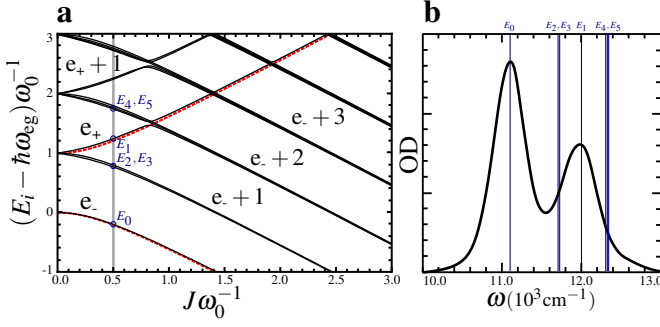 a
(E_i − ħω_eg)ω_0^{-1}
3
2
1
0
-1
e_+ + 1
e_+
e_-
E_4, E_5
E_1
E_2, E_3
E_0
e_- + 3
e_- + 2
e_- + 1
0.0
0.5
1.0
1.5
2.0
2.5
3.0
Jω_0^{-1}
b
E_0
E_2, E_3
E_1
E_4, E_5
OD
10.0
11.0
12.0
13.0
ω(10^3cm^{-1})